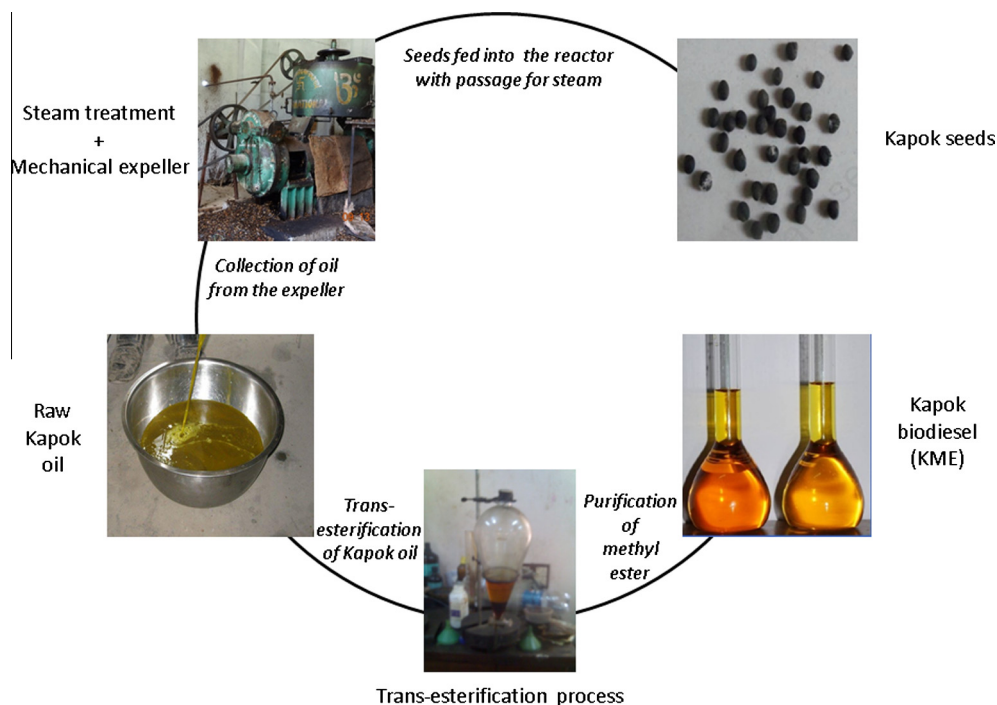 Seeds fed into the reactor
with passage for steam
Steam treatment
+
Mechanical expeller
Kapok seeds
Collection of oil
from the expeller
Raw
Kapok
oil
Trans-
esterification
of Kapok oil
Purification
of
methyl
ester
Kapok
biodiesel
(KME)
Trans-esterification process